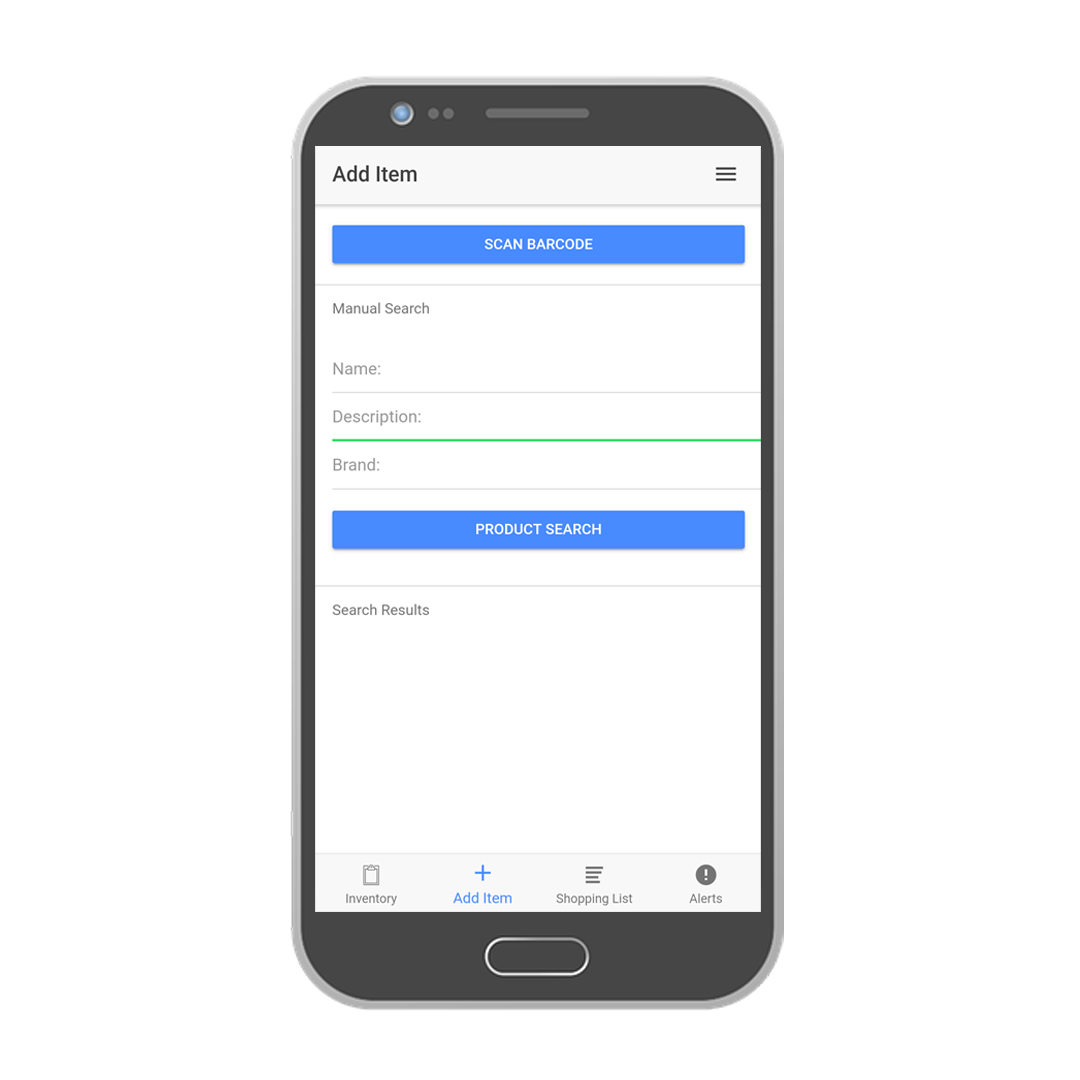 Add Item
SCAN BARCODE
Manual Search
Name:
Description:
Brand:
PRODUCT SEARCH
Search Results
Inventory
Add Item
Shopping List
Alerts